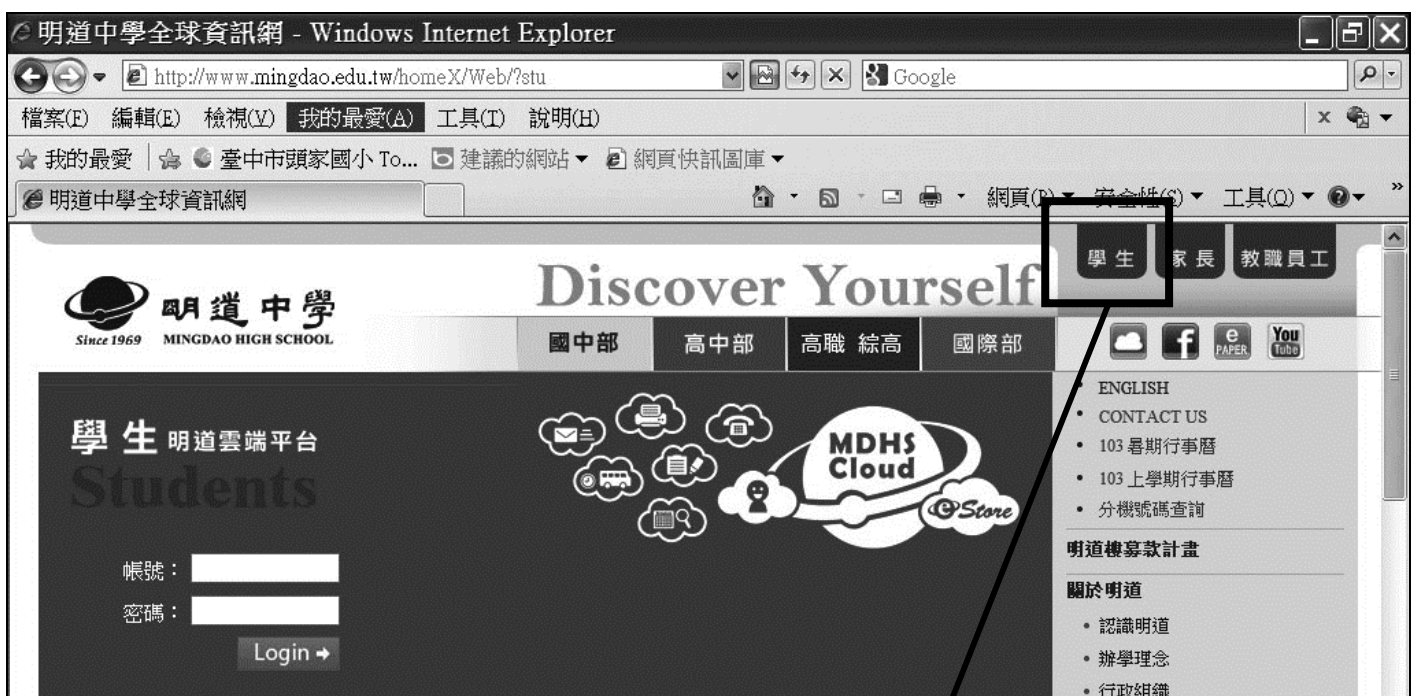 明道中學全球資訊網 - Windows Internet Explorer
http://www.mingdao.edu.tw/homeX/Web/?stu
Google
檔案(F) 編輯(E) 檢視(V) 我的最愛(A) 工具(T) 說明(H)
我的最愛 臺中市頭家國小 To... 建議的網站 網頁快訊圖庫
明道中學全球資訊網
網頁(P) 安全性(S) 工具(O)
學生 家長 教職員工
Discover Yourself
明道中學
Since 1969 MINGDAO HIGH SCHOOL
國中部 高中部 高職 綜高 國際部
f e PAPER You Tube
學生 明道雲端平台
Students
MDHS Cloud
eStore
帳號：
密碼：
Login
ENGLISH
CONTACT US
103 暑期行事曆
103 上學期行事曆
分機號碼查詢
明道樓募款計畫
關於明道
認識明道
辦學理念
行政組織